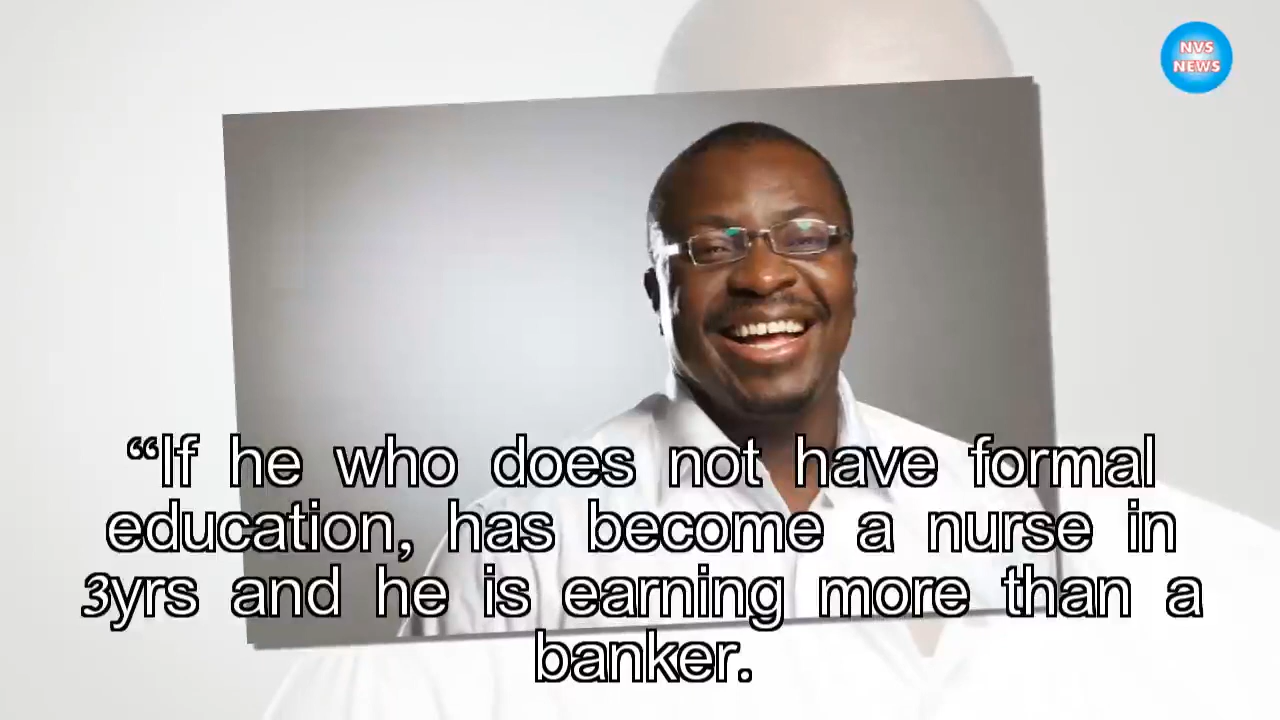 NVS
NEWS
“If he who does not have formal
education, has become a nurse in
3yrs and he is earning more than a
banker.